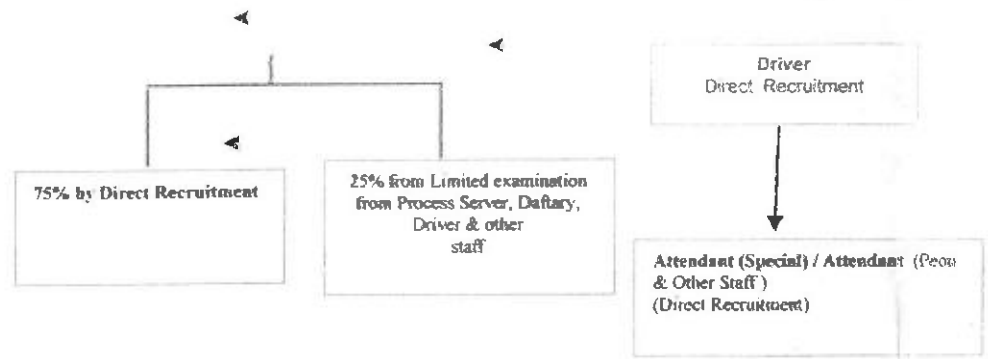 Driver
Direct Recruitment
75% by Direct Recruitment
25% from Limited examination
from Process Server, Daftary,
Driver & other
staff
Attendant (Special) / Attendant (Peon
& Other Staff )
(Direct Recruitment)